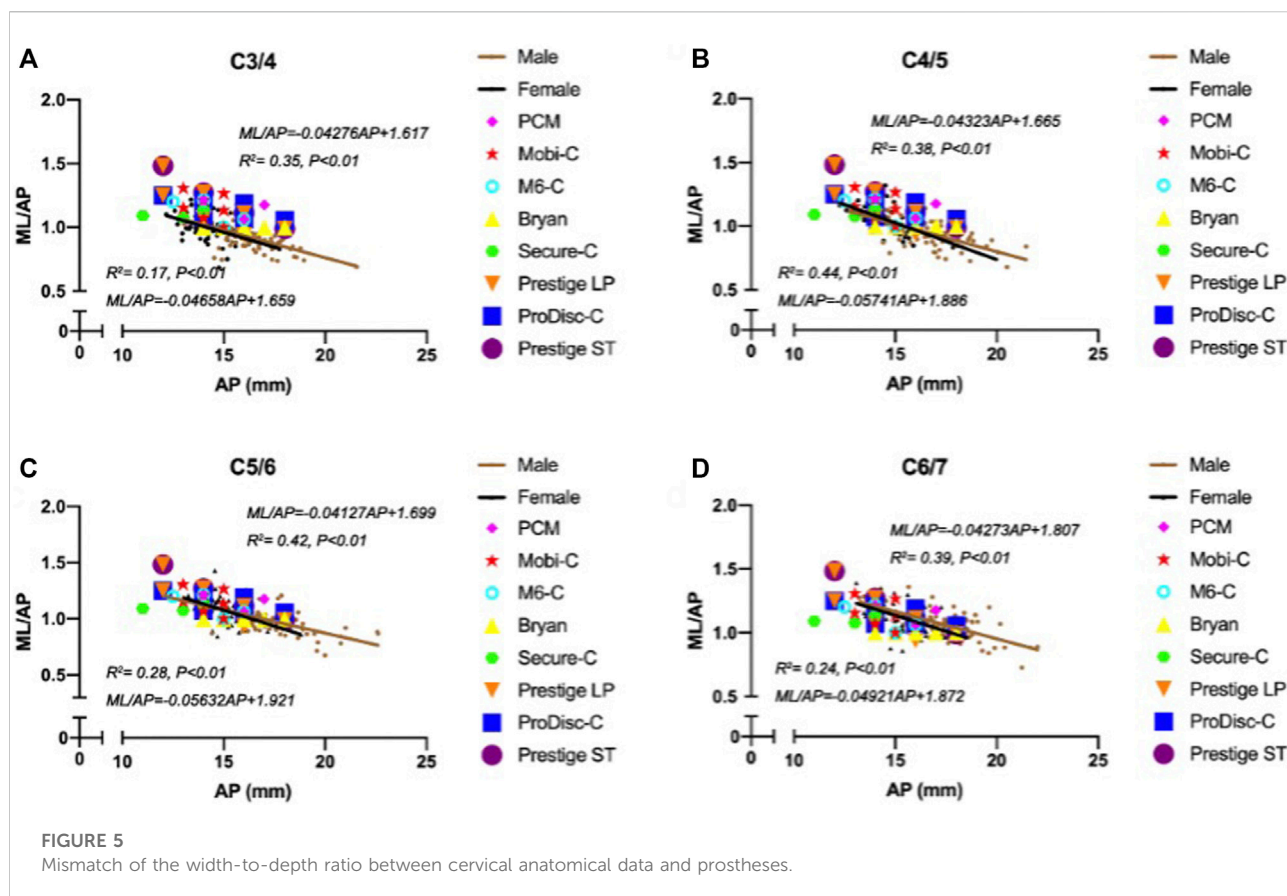 A
C3/4
ML/AP
2.0
1.5
1.0
0.5
0
ML/AP=-0.04276AP+1.617
R²= 0.35, P<0.01
R²= 0.17, P<0.01
ML/AP=-0.04658AP+1.659
0
10
15
20
25
AP (mm)
Male
Female
PCM
Mobi-C
M6-C
Bryan
Secure-C
Prestige LP
ProDisc-C
Prestige ST
B
C4/5
ML/AP
2.0
1.5
1.0
0.5
0
ML/AP=-0.04323AP+1.665
R²= 0.38, P<0.01
R²= 0.44, P<0.01
ML/AP=-0.05741AP+1.886
0
10
15
20
25
AP (mm)
Male
Female
PCM
Mobi-C
M6-C
Bryan
Secure-C
Prestige LP
ProDisc-C
Prestige ST
C
C5/6
ML/AP
2.0
1.5
1.0
0.5
0
ML/AP=-0.04127AP+1.699
R²= 0.42, P<0.01
R²= 0.28, P<0.01
ML/AP=-0.05632AP+1.921
0
10
15
20
25
AP (mm)
Male
Female
PCM
Mobi-C
M6-C
Bryan
Secure-C
Prestige LP
ProDisc-C
Prestige ST
D
C6/7
ML/AP
2.0
1.5
1.0
0.5
0
ML/AP=-0.04273AP+1.807
R²= 0.39, P<0.01
R²= 0.24, P<0.01
ML/AP=-0.04921AP+1.872
0
10
15
20
25
AP (mm)
Male
Female
PCM
Mobi-C
M6-C
Bryan
Secure-C
Prestige LP
ProDisc-C
Prestige ST
FIGURE 5
Mismatch of the width-to-depth ratio between cervical anatomical data and prostheses.